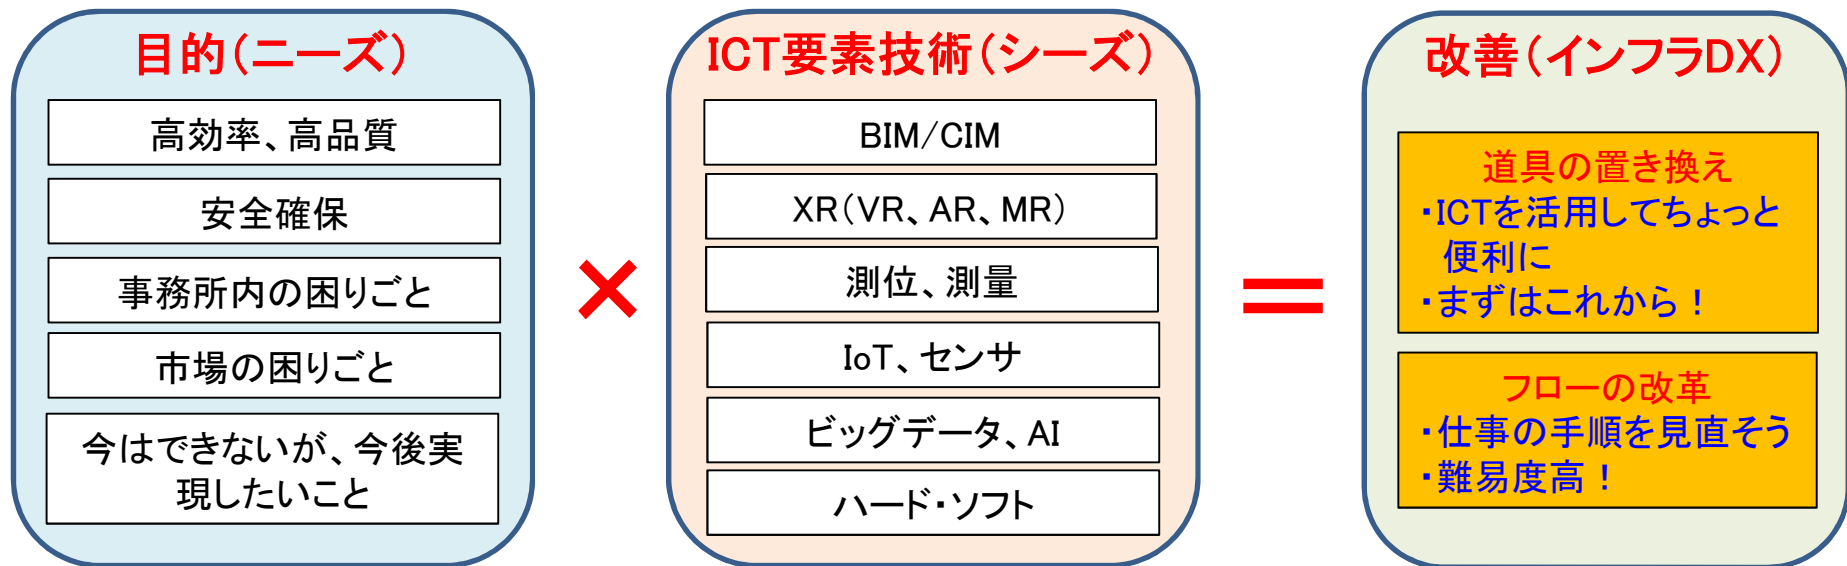 目的（ニーズ）
高効率、高品質
安全確保
事務所内の困りごと
市場の困りごと
今はできないが、今後実
現したいこと
×
ICT要素技術（シーズ）
BIM/CIM
XR（VR、AR、MR）
測位、測量
IoT、センサ
ビッグデータ、AI
ハード・ソフト
＝
改善（インフラDX）
道具の置き換え
・ICTを活用してちょっと
便利に
・まずはこれから！
フローの改革
・仕事の手順を見直そう
・難易度高！